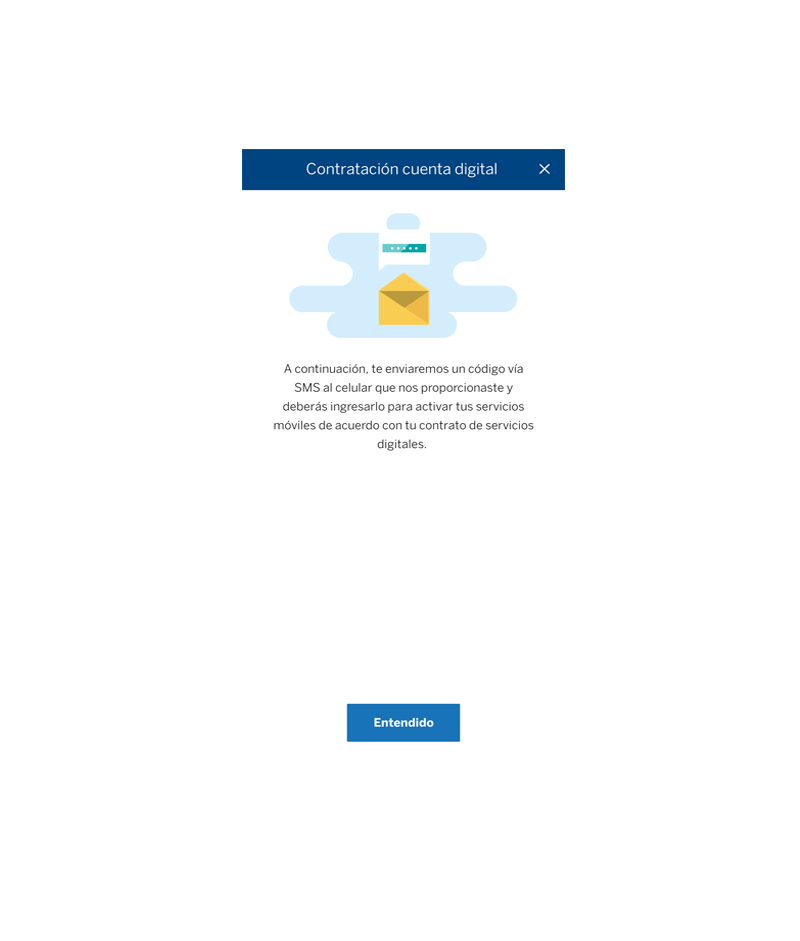 Contratación cuenta digital
A continuación, te enviaremos un código vía
SMS al celular que nos proporcionaste y
deberás ingresarlo para activar tus servicios
móviles de acuerdo con tu contrato de servicios
digitales.
Entendido